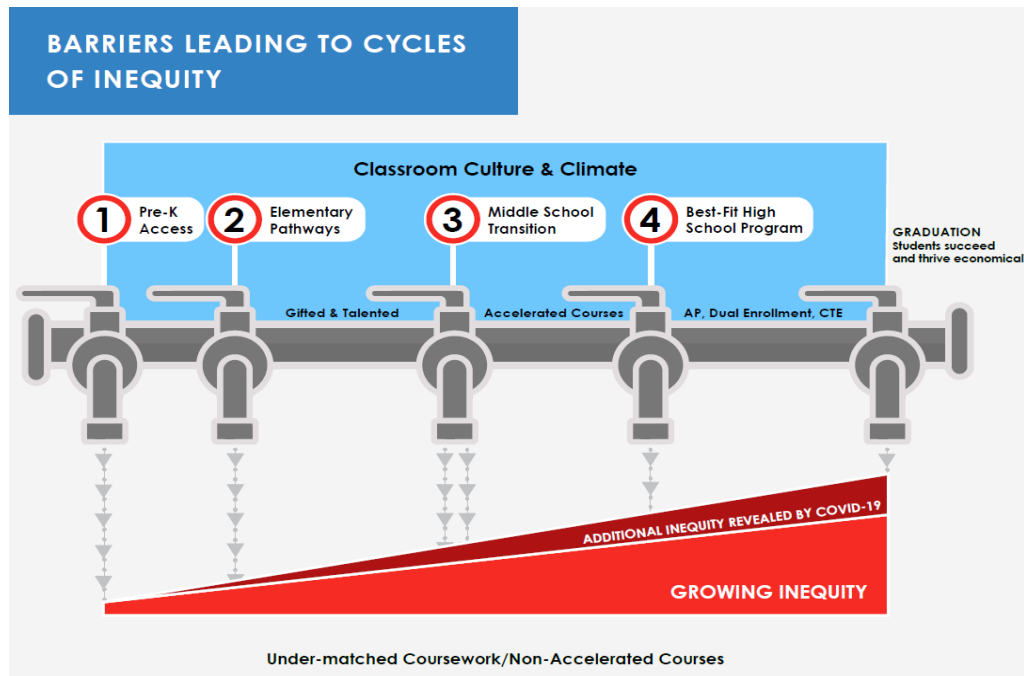 BARRIERS LEADING TO CYCLES
OF INEQUITY
Classroom Culture & Climate
1
Pre-K
Access
2
Elementary
Pathways
3
Middle School
Transition
4
Best-Fit High
School Program
GRADUATION
Students succeed
and thrive economical
Gifted & Talented
Accelerated Courses
AP, Dual Enrollment, CTE
ADDITIONAL INEQUITY REVEALED BY COVID-19
GROWING INEQUITY
Under-matched Coursework/Non-Accelerated Courses